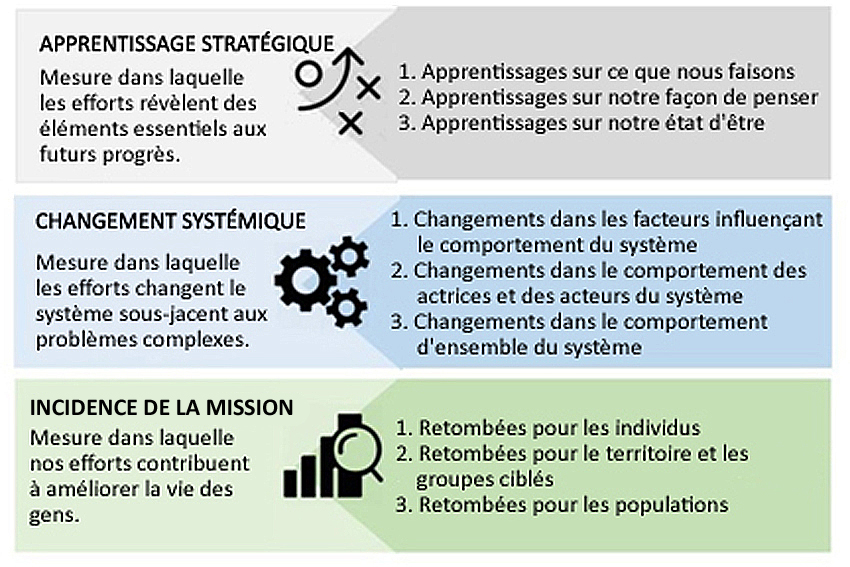 APPRENTISSAGE STRATÉGIQUE
Mesure dans laquelle
les efforts révèlent des
éléments essentiels aux
futurs progrès.
1. Apprentissages sur ce que nous faisons
2. Apprentissages sur notre façon de penser
3. Apprentissages sur notre état d'être
CHANGEMENT SYSTÉMIQUE
Mesure dans laquelle
les efforts changent le
système sous-jacent aux
problèmes complexes.
1. Changements dans les facteurs influençant
le comportement du système
2. Changements dans le comportement des
actrices et des acteurs du système
3. Changements dans le comportement
d'ensemble du système
INCIDENCE DE LA MISSION
Mesure dans laquelle
nos efforts contribuent
à améliorer la vie des
gens.
1. Retombées pour les individus
2. Retombées pour le territoire et les
groupes ciblés
3. Retombées pour les populations